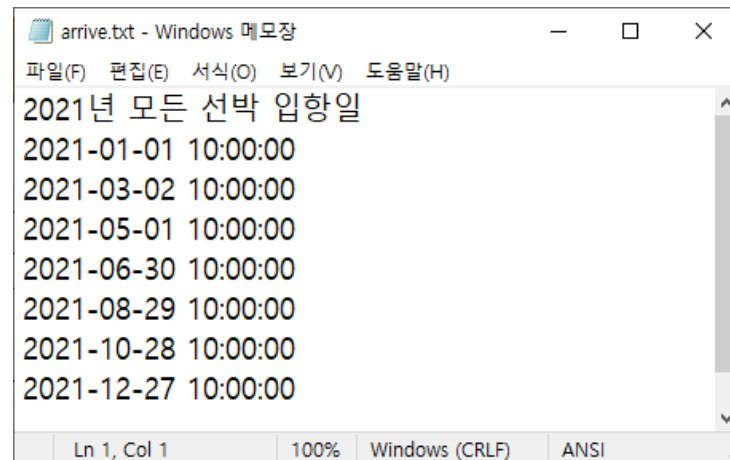 arrive.txt - Windows 메모장
파일(F) 편집(E) 서식(O) 보기(V) 도움말(H)
2021년 모든 선박 입항일
2021-01-01 10:00:00
2021-03-02 10:00:00
2021-05-01 10:00:00
2021-06-30 10:00:00
2021-08-29 10:00:00
2021-10-28 10:00:00
2021-12-27 10:00:00
Ln 1, Col 1 100% Windows (CRLF) ANSI